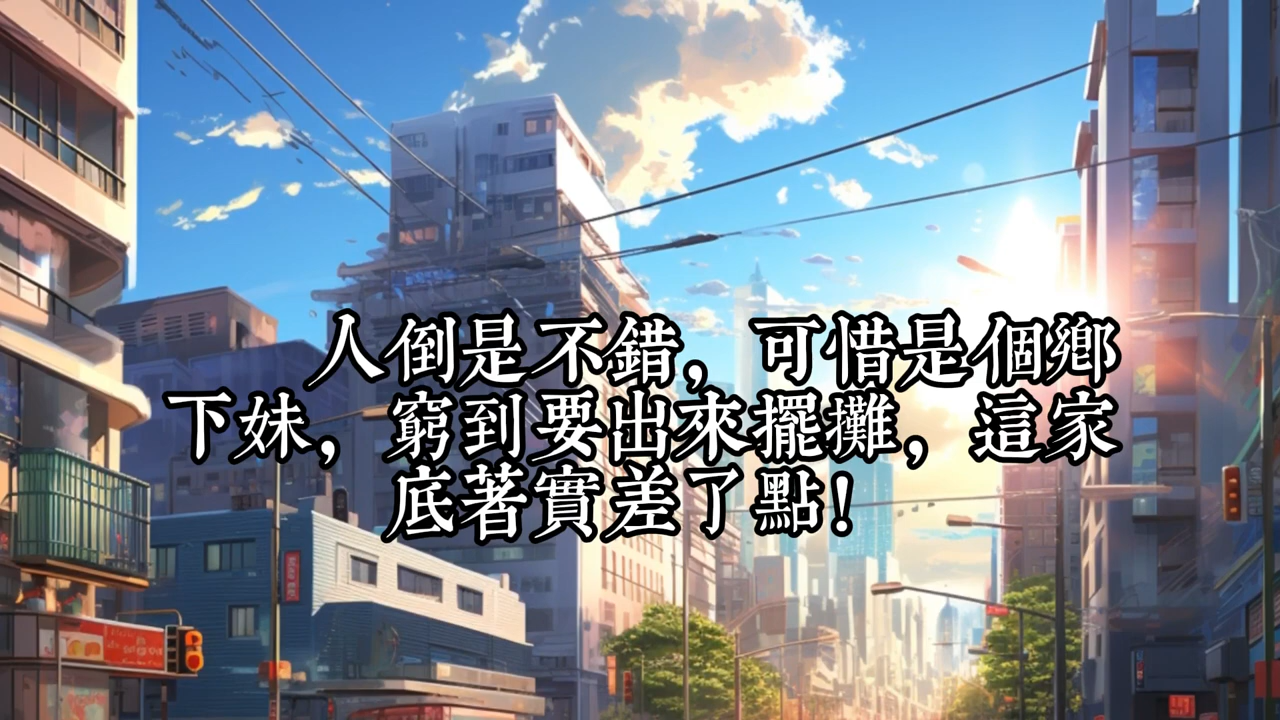 人倒是不錯，可惜是個鄉
下妹，窮到要出來擺攤，這家
底著實差了點！